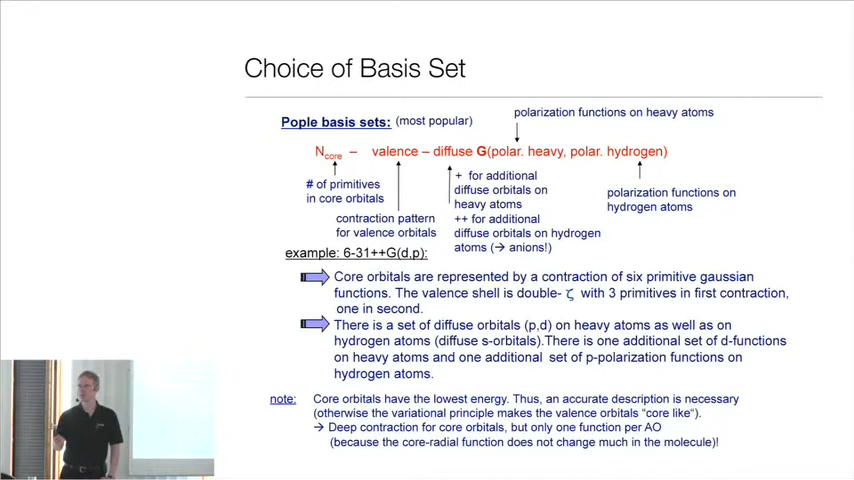 Choice of Basis Set
Pople basis sets: (most popular)
polarization functions on heavy atoms
Ncore – valence – diffuse G(polar. heavy, polar. hydrogen)
# of primitives
in core orbitals
contraction pattern
for valence orbitals
+ for additional
diffuse orbitals on
heavy atoms
++ for additional
diffuse orbitals on hydrogen
atoms (→ anions!)
polarization functions on
hydrogen atoms
example: 6-31++G(d,p):
Core orbitals are represented by a contraction of six primitive gaussian
functions. The valence shell is double- ζ with 3 primitives in first contraction,
one in second.
There is a set of diffuse orbitals (p,d) on heavy atoms as well as on
hydrogen atoms (diffuse s-orbitals).There is one additional set of d-functions
on heavy atoms and one additional set of p-polarization functions on
hydrogen atoms.
note: Core orbitals have the lowest energy. Thus, an accurate description is necessary
(otherwise the variational principle makes the valence orbitals “core like“).
→ Deep contraction for core orbitals, but only one function per AO
(because the core-radial function does not change much in the molecule)!